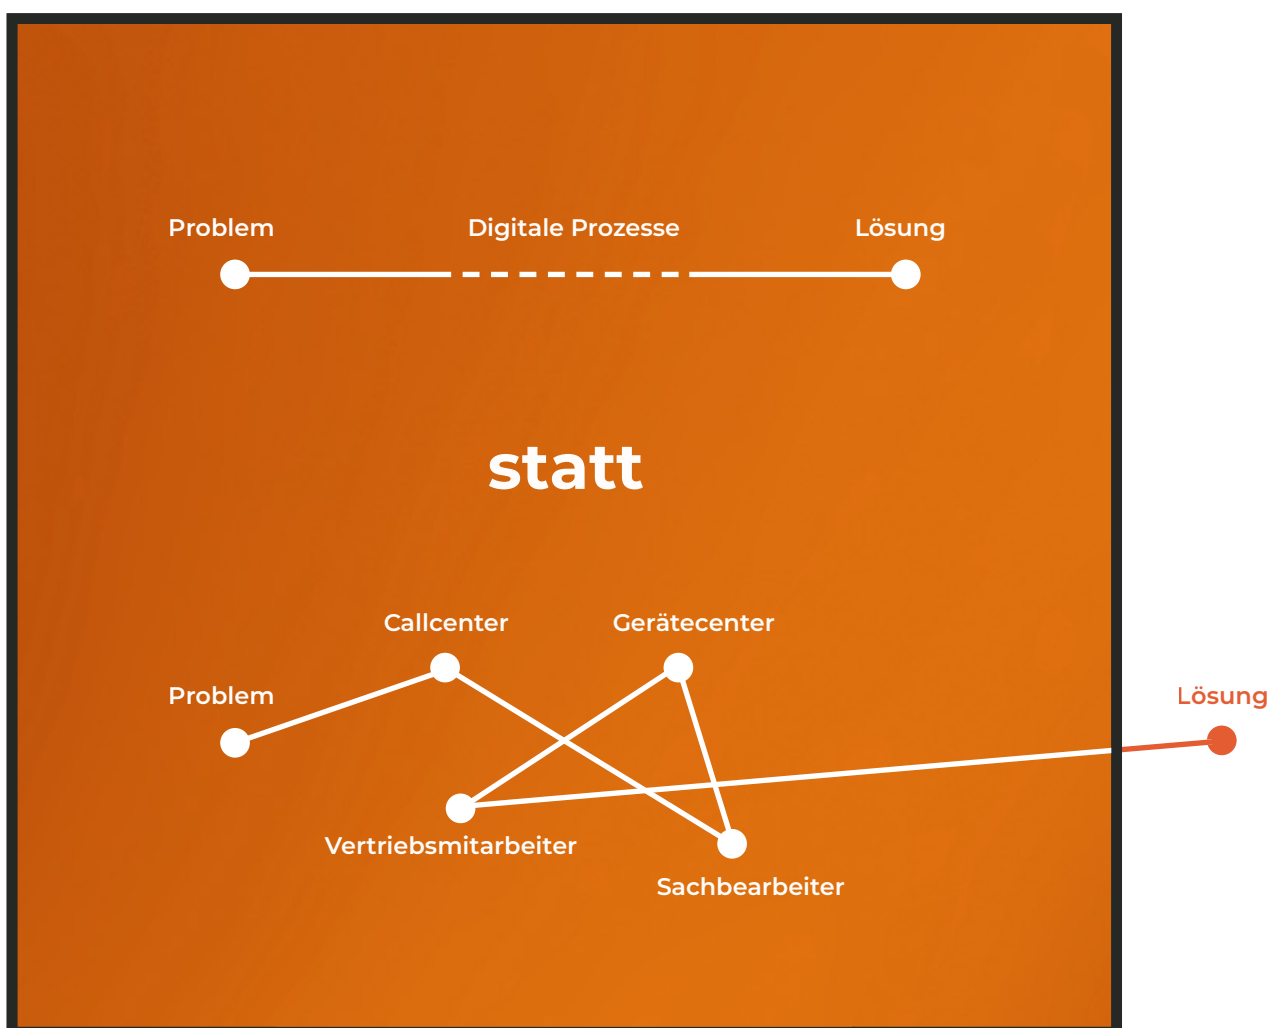 Problem
Digitale Prozesse
Lösung
statt
Callcenter
Gerätecenter
Problem
Lösung
Vertriebsmitarbeiter
Sachbearbeiter